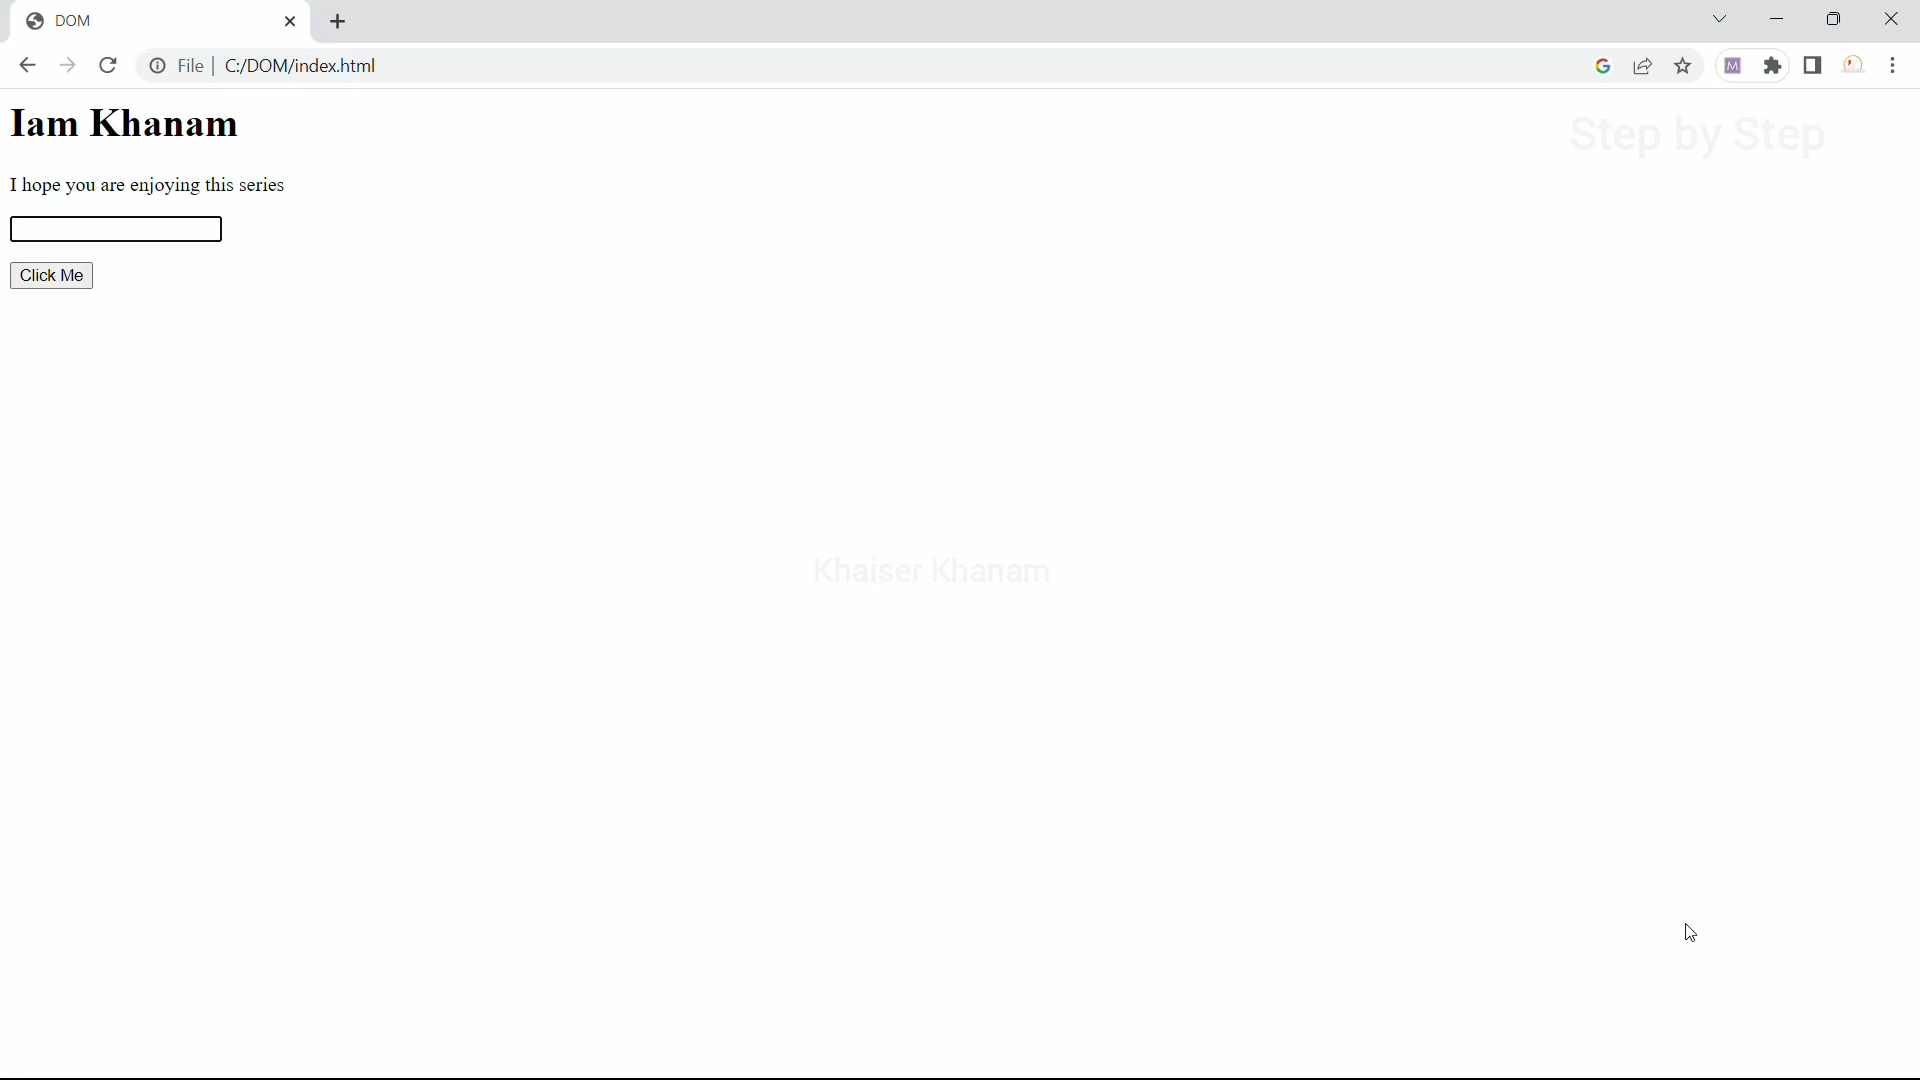 DOM
File
C:/DOM/index.html
M
Iam Khanam
Step by Step
I hope you are enjoying this series
Click Me
Khaiser Khanam